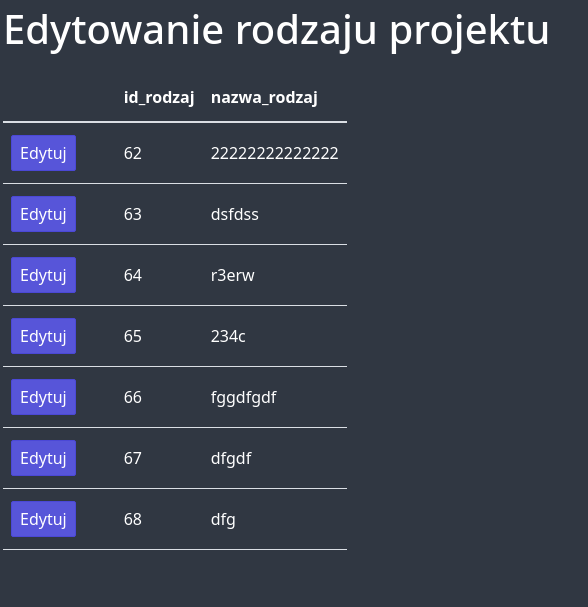 Edytowanie rodzaju projektu
id_rodzaj nazwa_rodzaj
Edytuj 62 22222222222222
Edytuj 63 dsfdss
Edytuj 64 r3erw
Edytuj 65 234c
Edytuj 66 fggdfgdf
Edytuj 67 dfgdf
Edytuj 68 dfg